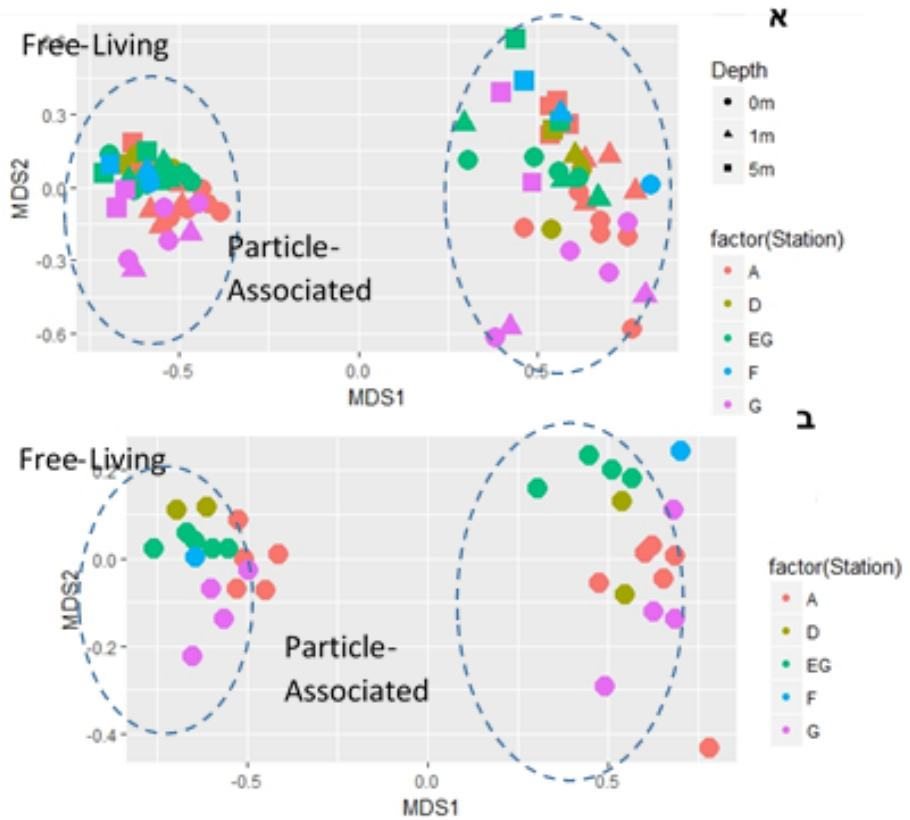 א
Free-Living
Depth
0m
1m
5m
0.3
0.0
-0.3
-0.6
MDS2
Particle-
Associated
-0.5
0.0
0.5
MDS1
factor(Station)
A
D
EG
F
G
ב
Free-Living
0.2
0.0
-0.2
-0.4
MDS2
Particle-
Associated
-0.5
0.0
0.5
MDS1
factor(Station)
A
D
EG
F
G